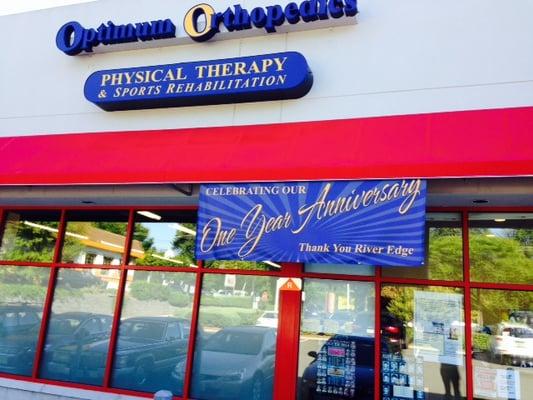 Optimum Orthopedics
PHYSICAL THERAPY
& SPORTS REHABILITATION
CELEBRATING OUR
One Year Anniversary
Thank You River Edge